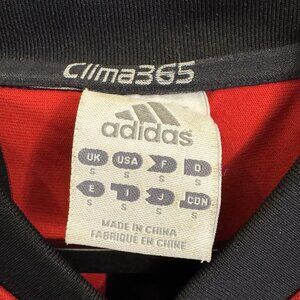 Clima365
adidas
UK USA F D
S S S S
E I J CDN
S S S S
MADE IN CHINA
FABRIQUÉ EN CHINE